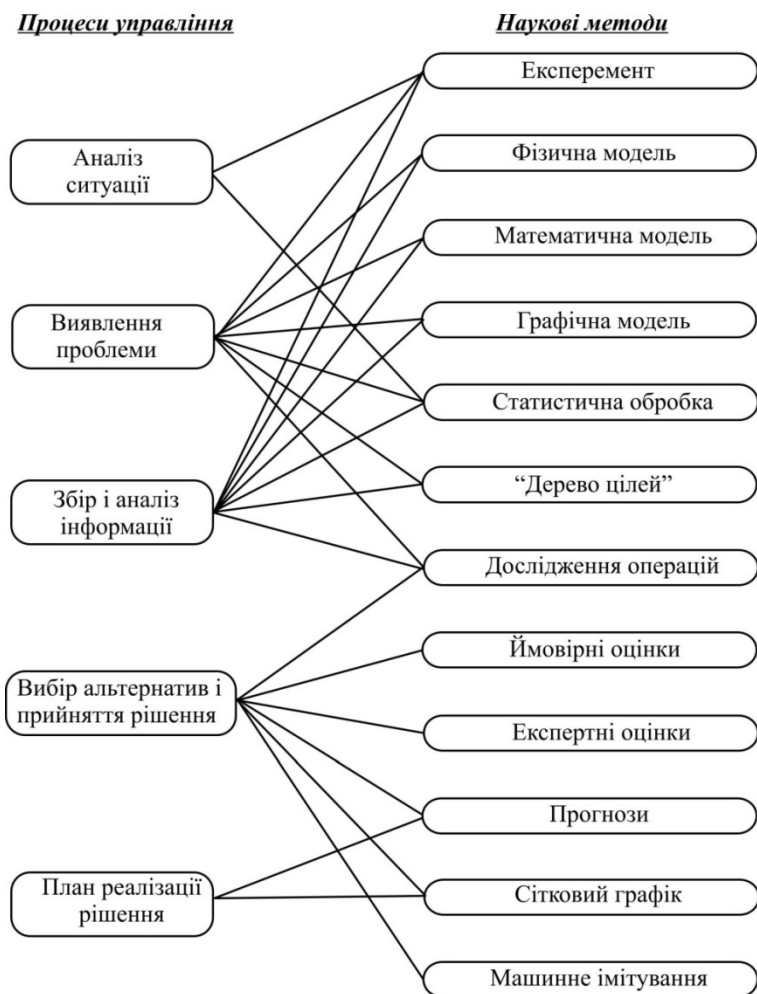 Процеси управління
Наукові методи
Експеремент
Фізична модель
Аналіз
ситуації
Математична модель
Виявлення
проблеми
Графічна модель
Статистична обробка
Збір і аналіз
інформації
“Дерево цілей”
Дослідження операцій
Ймовірні оцінки
Вибір альтернатив і
прийняття рішення
Експертні оцінки
Прогнози
План реалізації
рішення
Сітковий графік
Машинне імітування